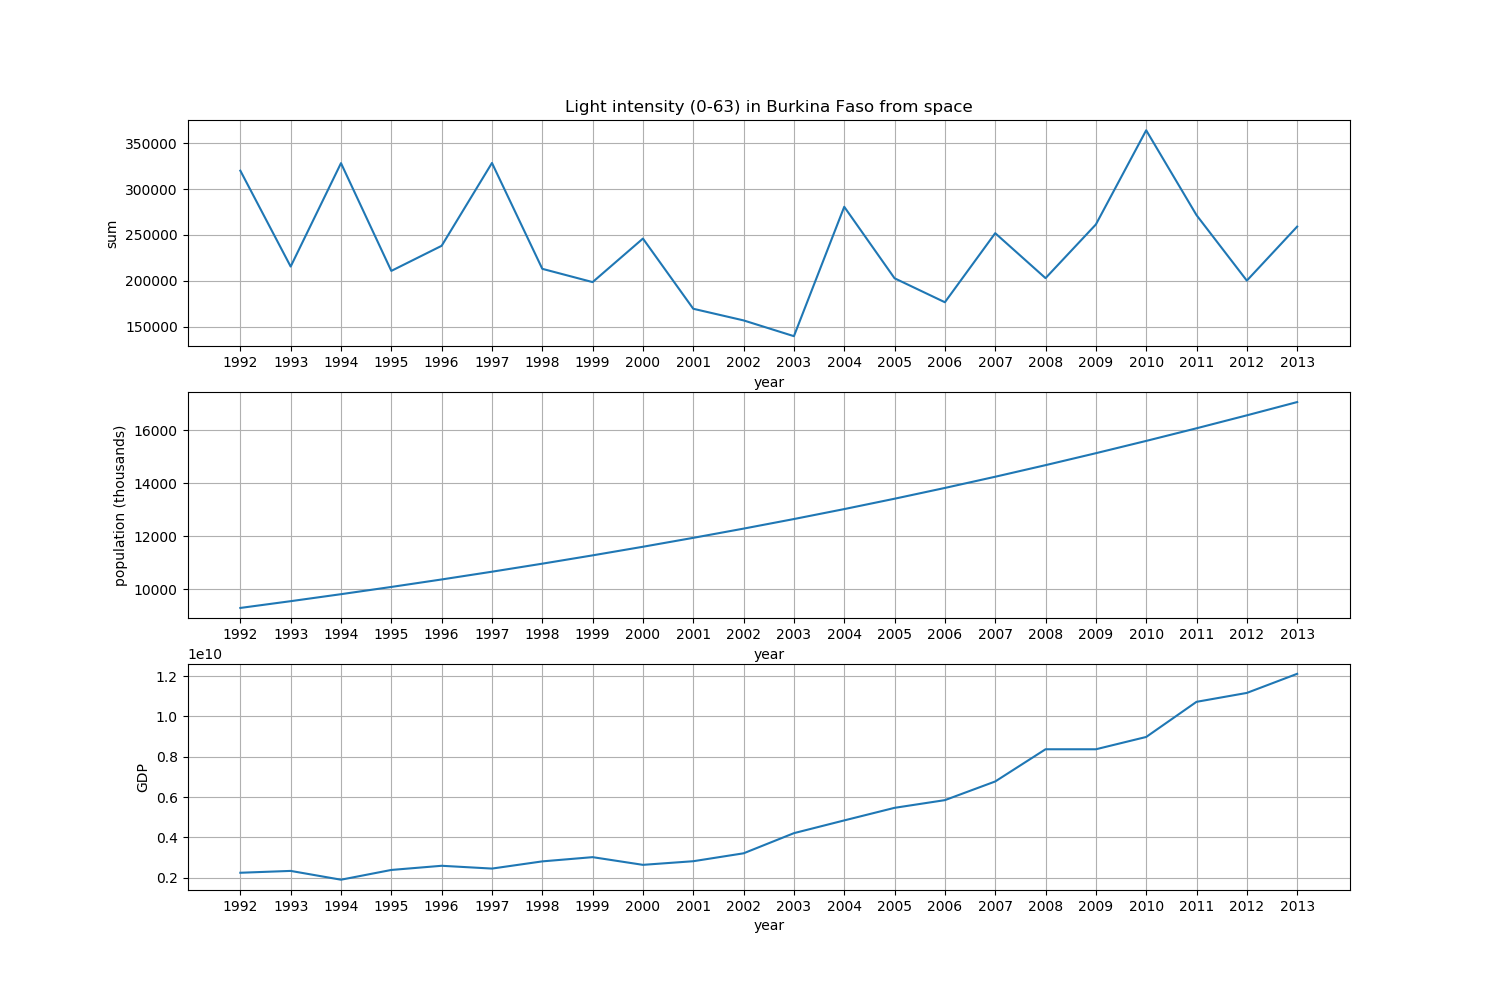 Light intensity (0-63) in Burkina Faso from space
350000
300000
250000
200000
150000
sum
1992 1993 1994 1995 1996 1997 1998 1999 2000 2001 2002 2003 2004 2005 2006 2007 2008 2009 2010 2011 2012 2013
year
16000
14000
12000
10000
population (thousands)
1992 1993 1994 1995 1996 1997 1998 1999 2000 2001 2002 2003 2004 2005 2006 2007 2008 2009 2010 2011 2012 2013
year
1e10
1.2
1.0
0.8
0.6
0.4
0.2
GDP
1992 1993 1994 1995 1996 1997 1998 1999 2000 2001 2002 2003 2004 2005 2006 2007 2008 2009 2010 2011 2012 2013
year